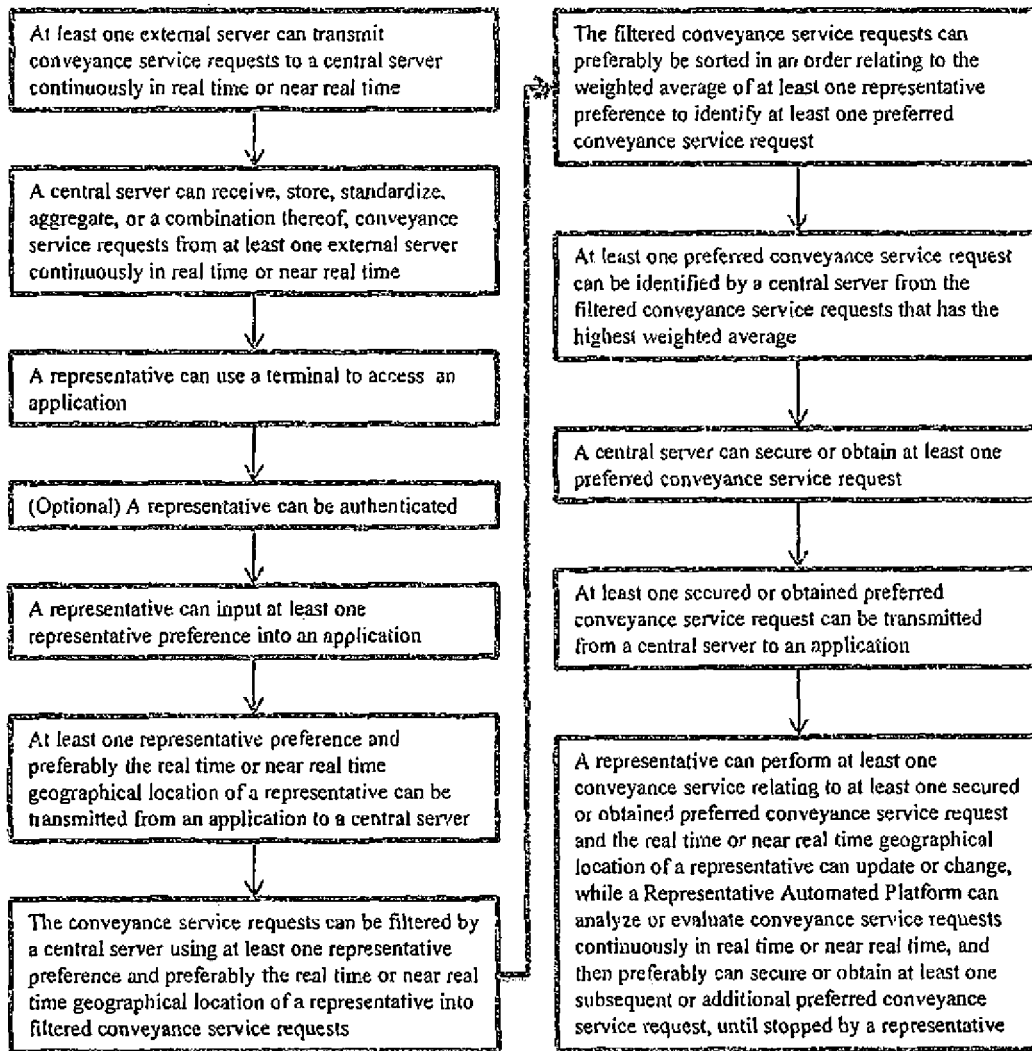 At least one external server can transmit
conveyance service requests to a central server
continuously in real time or near real time
A central server can receive, store, standardize,
aggregate, or a combination thereof, conveyance
service requests from at least one external server
continuously in real time or near real time
A representative can use a terminal to access an
application
(Optional) A representative can be authenticated
A representative can input at least one
representative preference into an application
At least one representative preference and
preferably the real time or near real time
geographical location of a representative can be
transmitted from an application to a central server
The conveyance service requests can be filtered by
a central server using at least one representative
preference and preferably the real time or near real
time geographical location of a representative into
filtered conveyance service requests
The filtered conveyance service requests can
preferably be sorted in an order relating to the
weighted average of at least one representative
preference to identify at least one preferred
conveyance service request
At least one preferred conveyance service request
can be identified by a central server from the
filtered conveyance service requests that has the
highest weighted average
A central server can secure or obtain at least one
preferred conveyance service request
At least one secured or obtained preferred
conveyance service request can be transmitted
from a central server to an application
A representative can perform at least one
conveyance service relating to at least one secured
or obtained preferred conveyance service request
and the real time or near real time geographical
location of a representative can update or change,
while a Representative Automated Platform can
analyze or evaluate conveyance service requests
continuously in real time or near real time, and
then preferably can secure or obtain at least one
subsequent or additional preferred conveyance
service request, until stopped by a representative